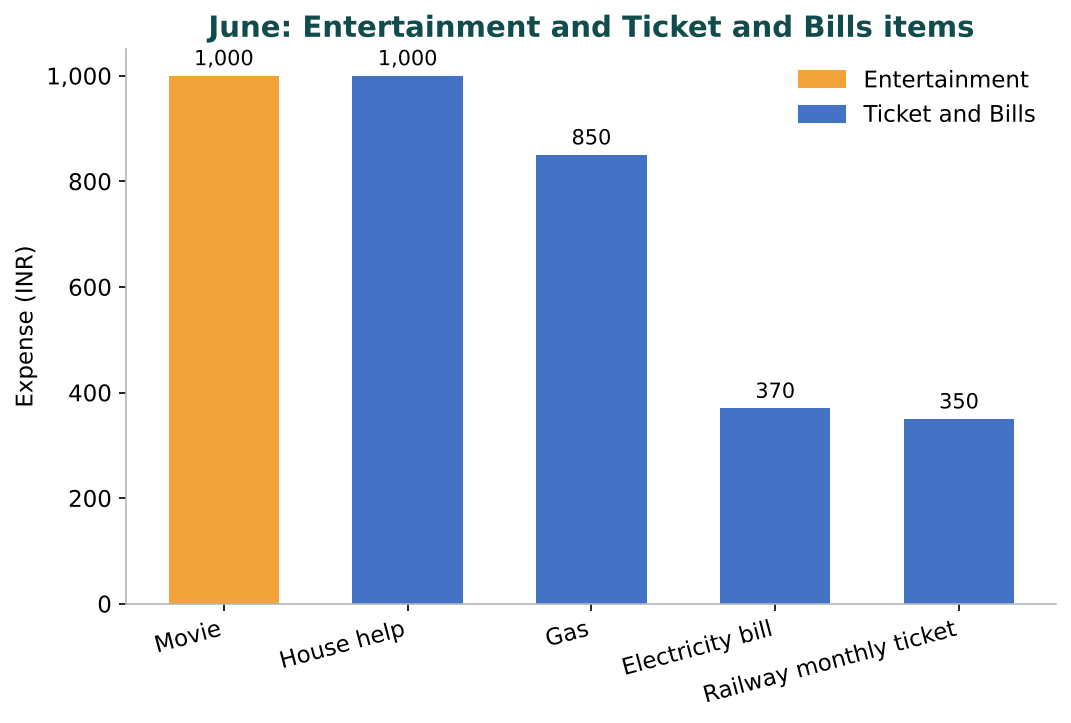 June: Entertainment and Ticket and Bills items
Entertainment
Ticket and Bills
Expense (INR)
1,000
800
600
400
200
0
1,000
1,000
850
370
350
Movie
House help
Gas
Electricity bill
Railway monthly ticket